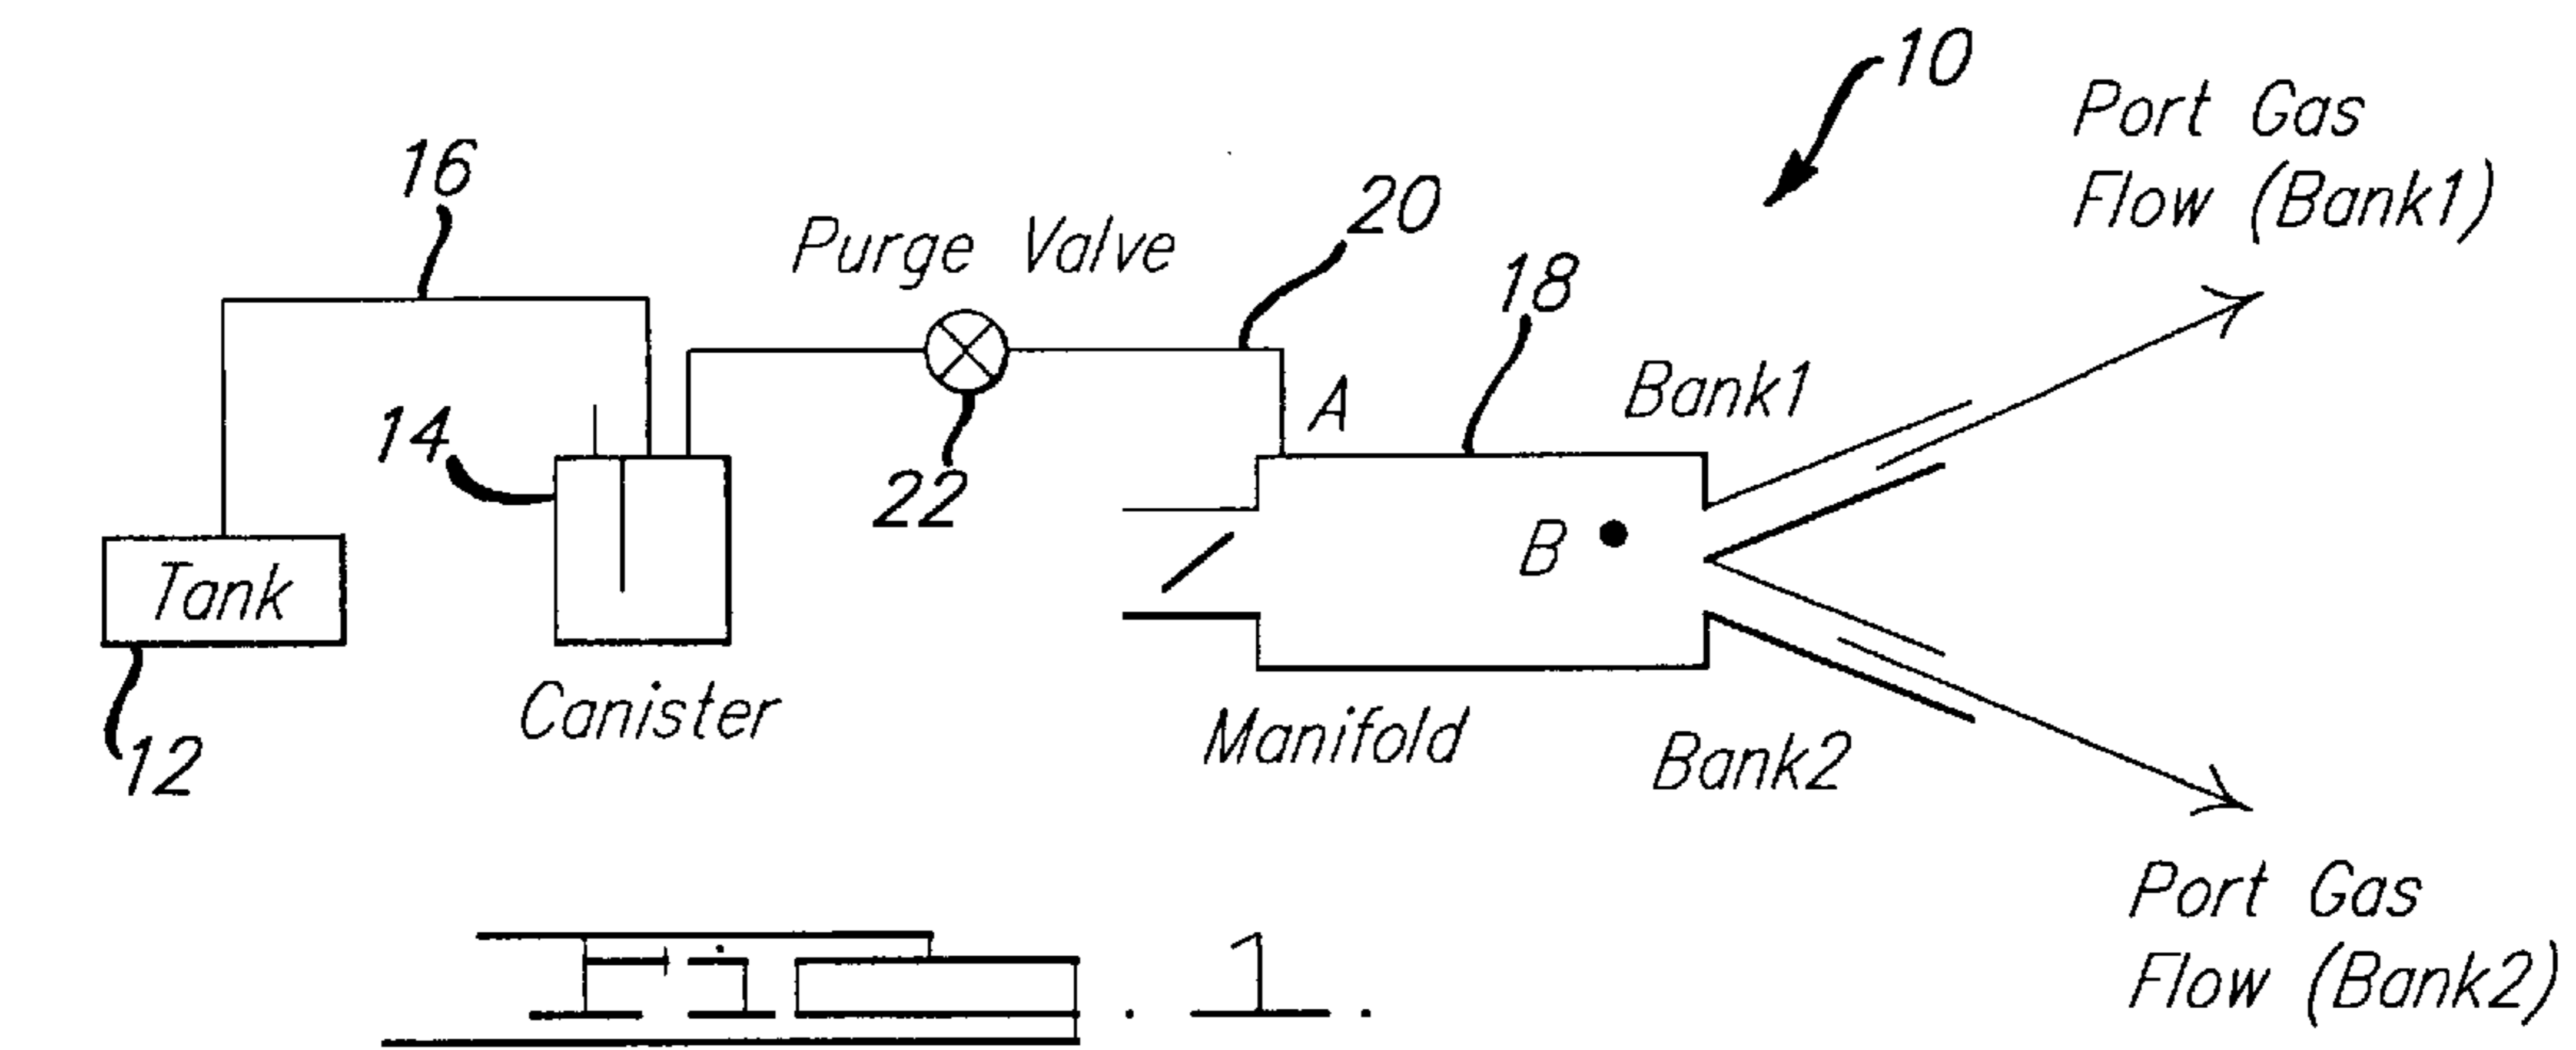 10
Port Gas
Flow (Bank1)
16
20
Purge Valve
18
A
Bank1
14
22
B
Tank
Canister
12
Manifold
Bank2
Port Gas
Flow (Bank2)
Fig. 1.